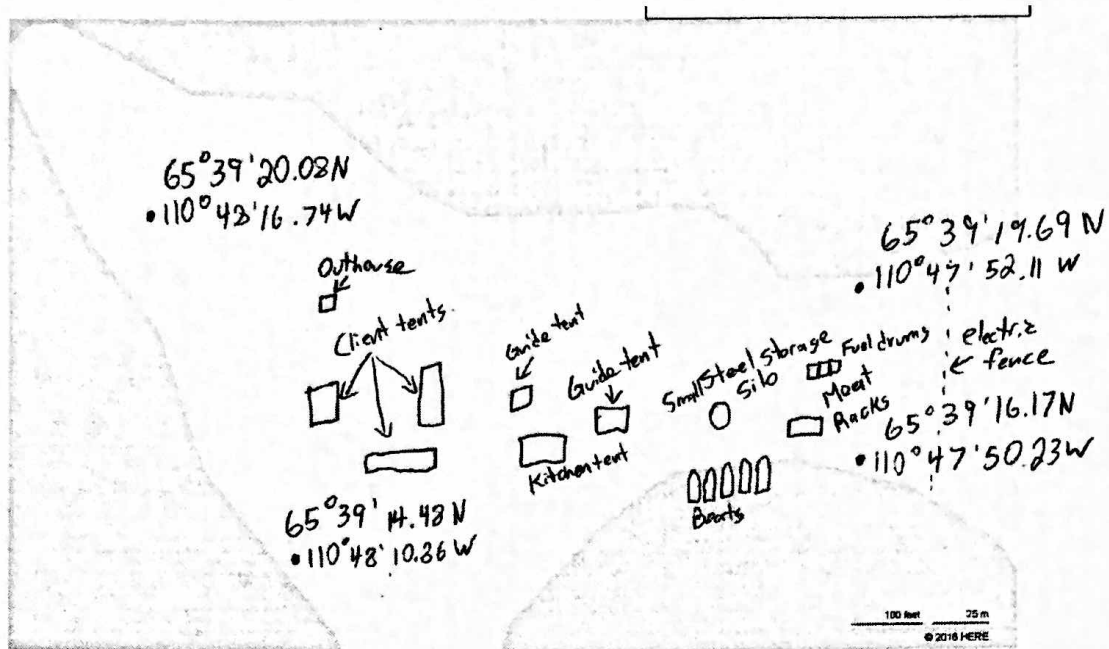 65°39'20.08N
•110°48'16.74W
65°39'19.69N
•110°47'52.11W
Outhouse
Client tents.
Guide tent
Guide tent
Small Steel Storage
Silo
Fuel drums
electric
fence
Meat
Racks
65°39'16.17N
•110°47'50.23W
Kitchen tent
Boats
65°39'14.48N
•110°48'10.36W
100 feet 25 m
© 2016 HERE